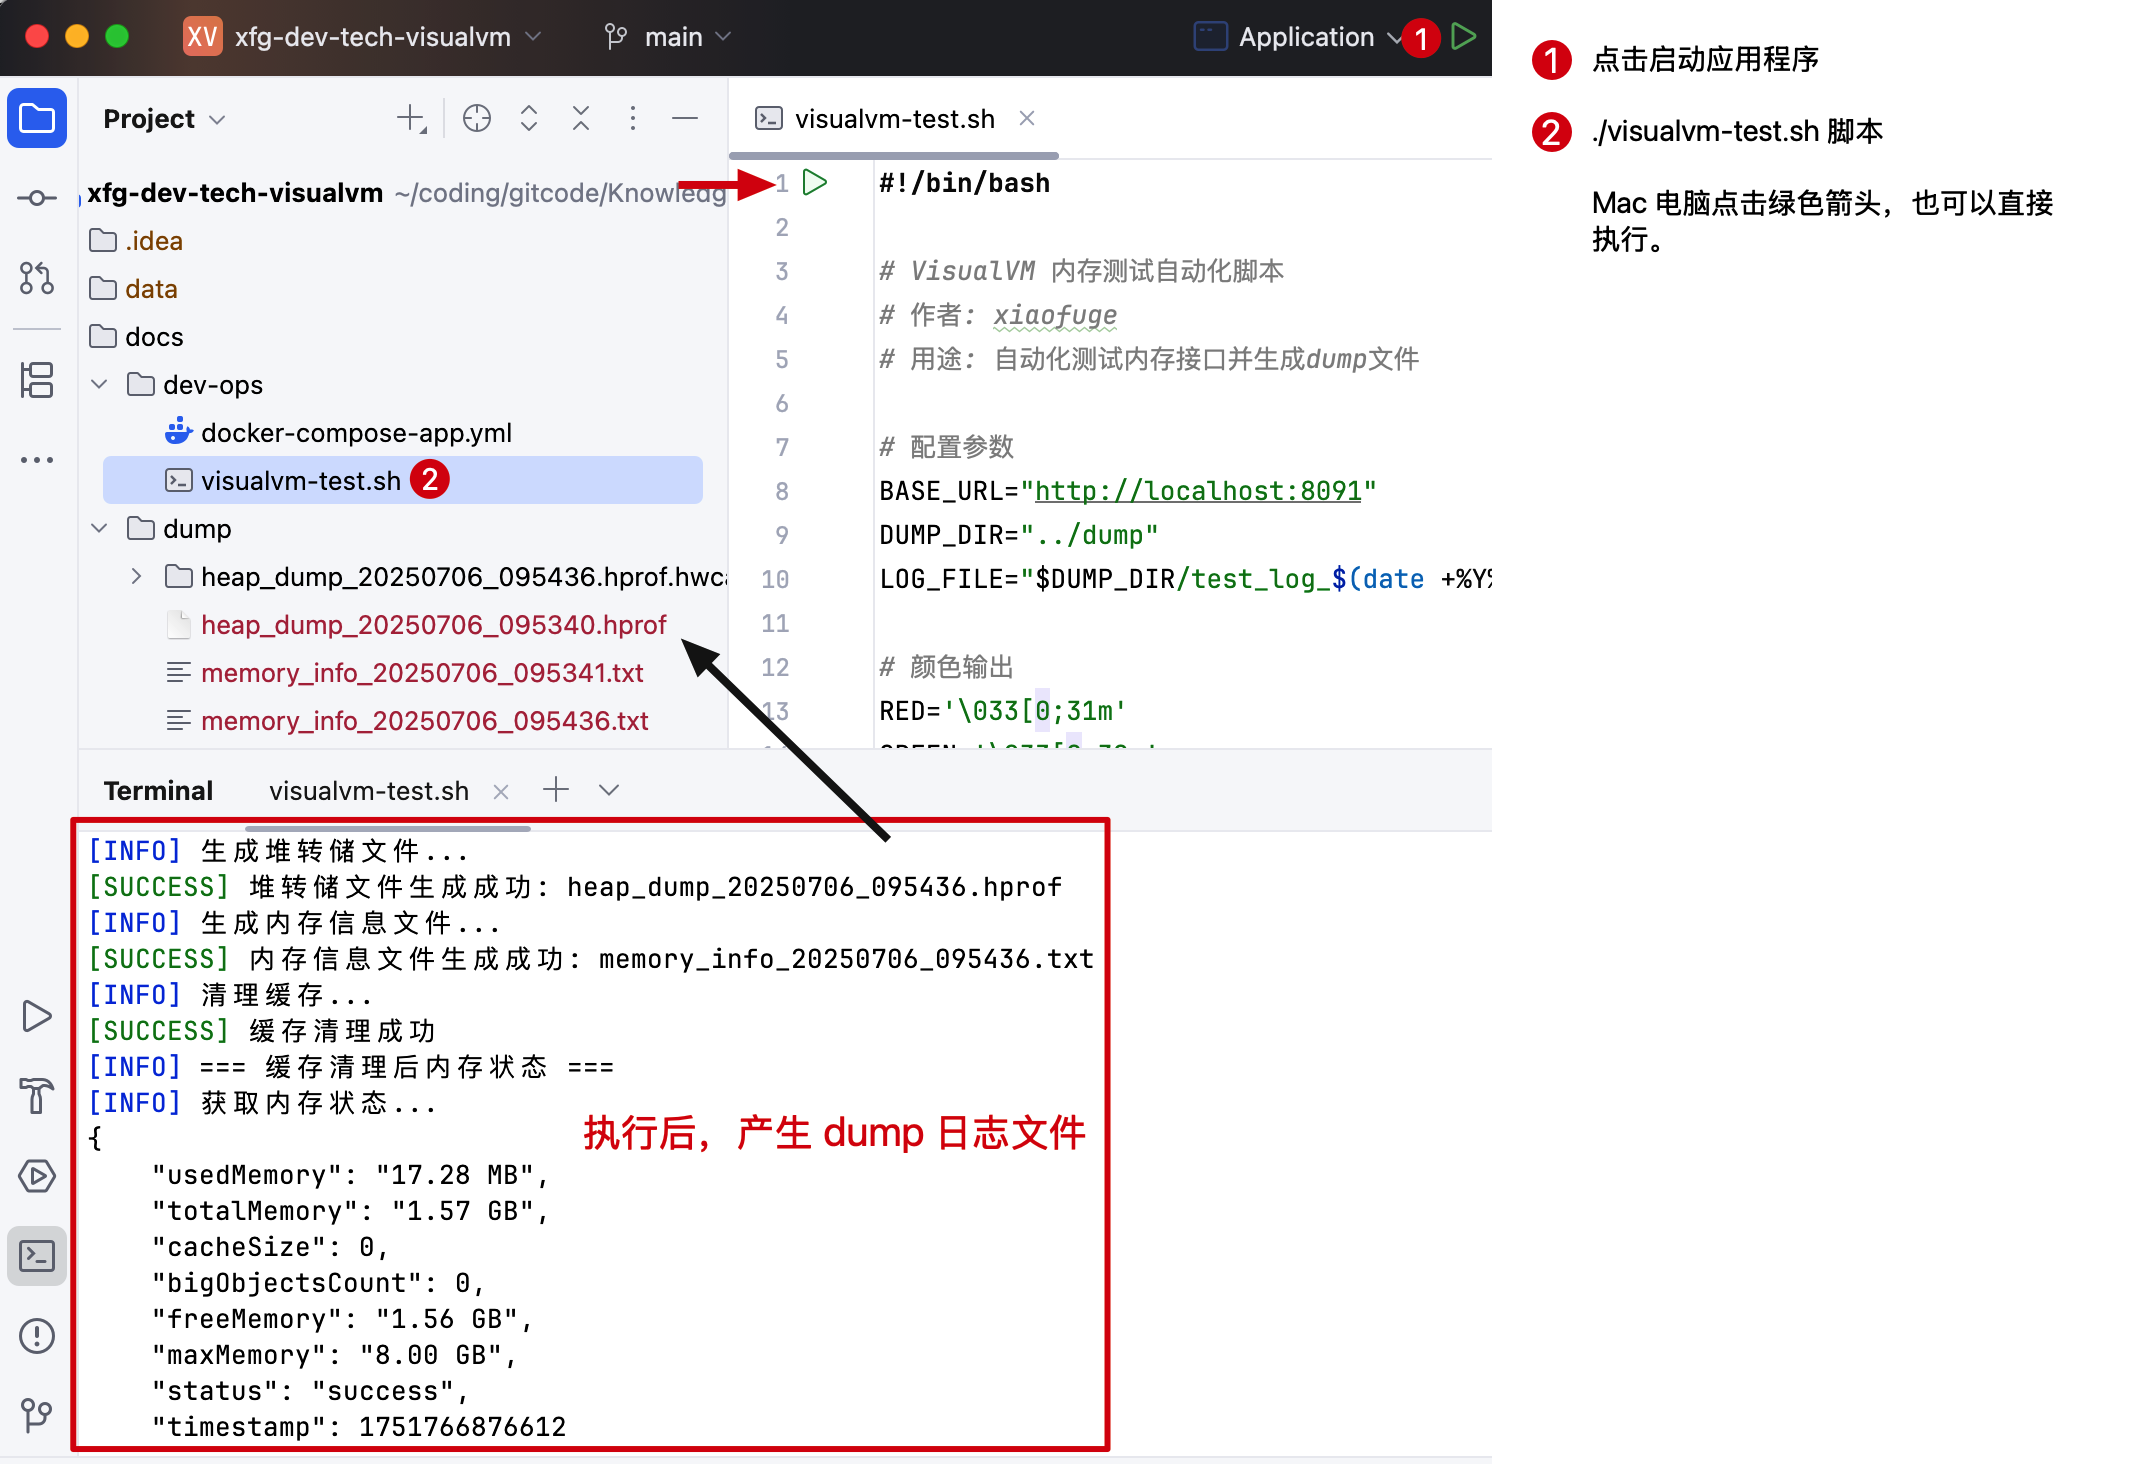 XV xfg-dev-tech-visualvm main Application 1
Project
xfg-dev-tech-visualvm ~/coding/gitcode/Knowledg
.idea
data
docs
dev-ops
docker-compose-app.yml
visualvm-test.sh 2
dump
heap_dump_20250706_095436.hprof.hwc
heap_dump_20250706_095340.hprof
memory_info_20250706_095341.txt
memory_info_20250706_095436.txt
visualvm-test.sh
1 #!/bin/bash
2
3 # VisualVM 内存测试自动化脚本
4 # 作者: xiaofuge
5 # 用途: 自动化测试内存接口并生成dump文件
6
7 # 配置参数
8 BASE_URL="http://localhost:8091"
9 DUMP_DIR="../dump"
10 LOG_FILE="$DUMP_DIR/test_log_$(date +%Y%
11
12 # 颜色输出
13 RED='\033[0;31m'
Terminal visualvm-test.sh
[INFO] 生成堆转储文件...
[SUCCESS] 堆转储文件生成成功: heap_dump_20250706_095436.hprof
[INFO] 生成内存信息文件...
[SUCCESS] 内存信息文件生成成功: memory_info_20250706_095436.txt
[INFO] 清理缓存...
[SUCCESS] 缓存清理成功
[INFO] === 缓存清理后内存状态 ===
[INFO] 获取内存状态...
{
"usedMemory": "17.28 MB",
"totalMemory": "1.57 GB",
"cacheSize": 0,
"bigObjectsCount": 0,
"freeMemory": "1.56 GB",
"maxMemory": "8.00 GB",
"status": "success",
"timestamp": 1751766876612
执行后，产生 dump 日志文件
1 点击启动应用程序
2 ./visualvm-test.sh 脚本
Mac 电脑点击绿色箭头，也可以直接
执行。